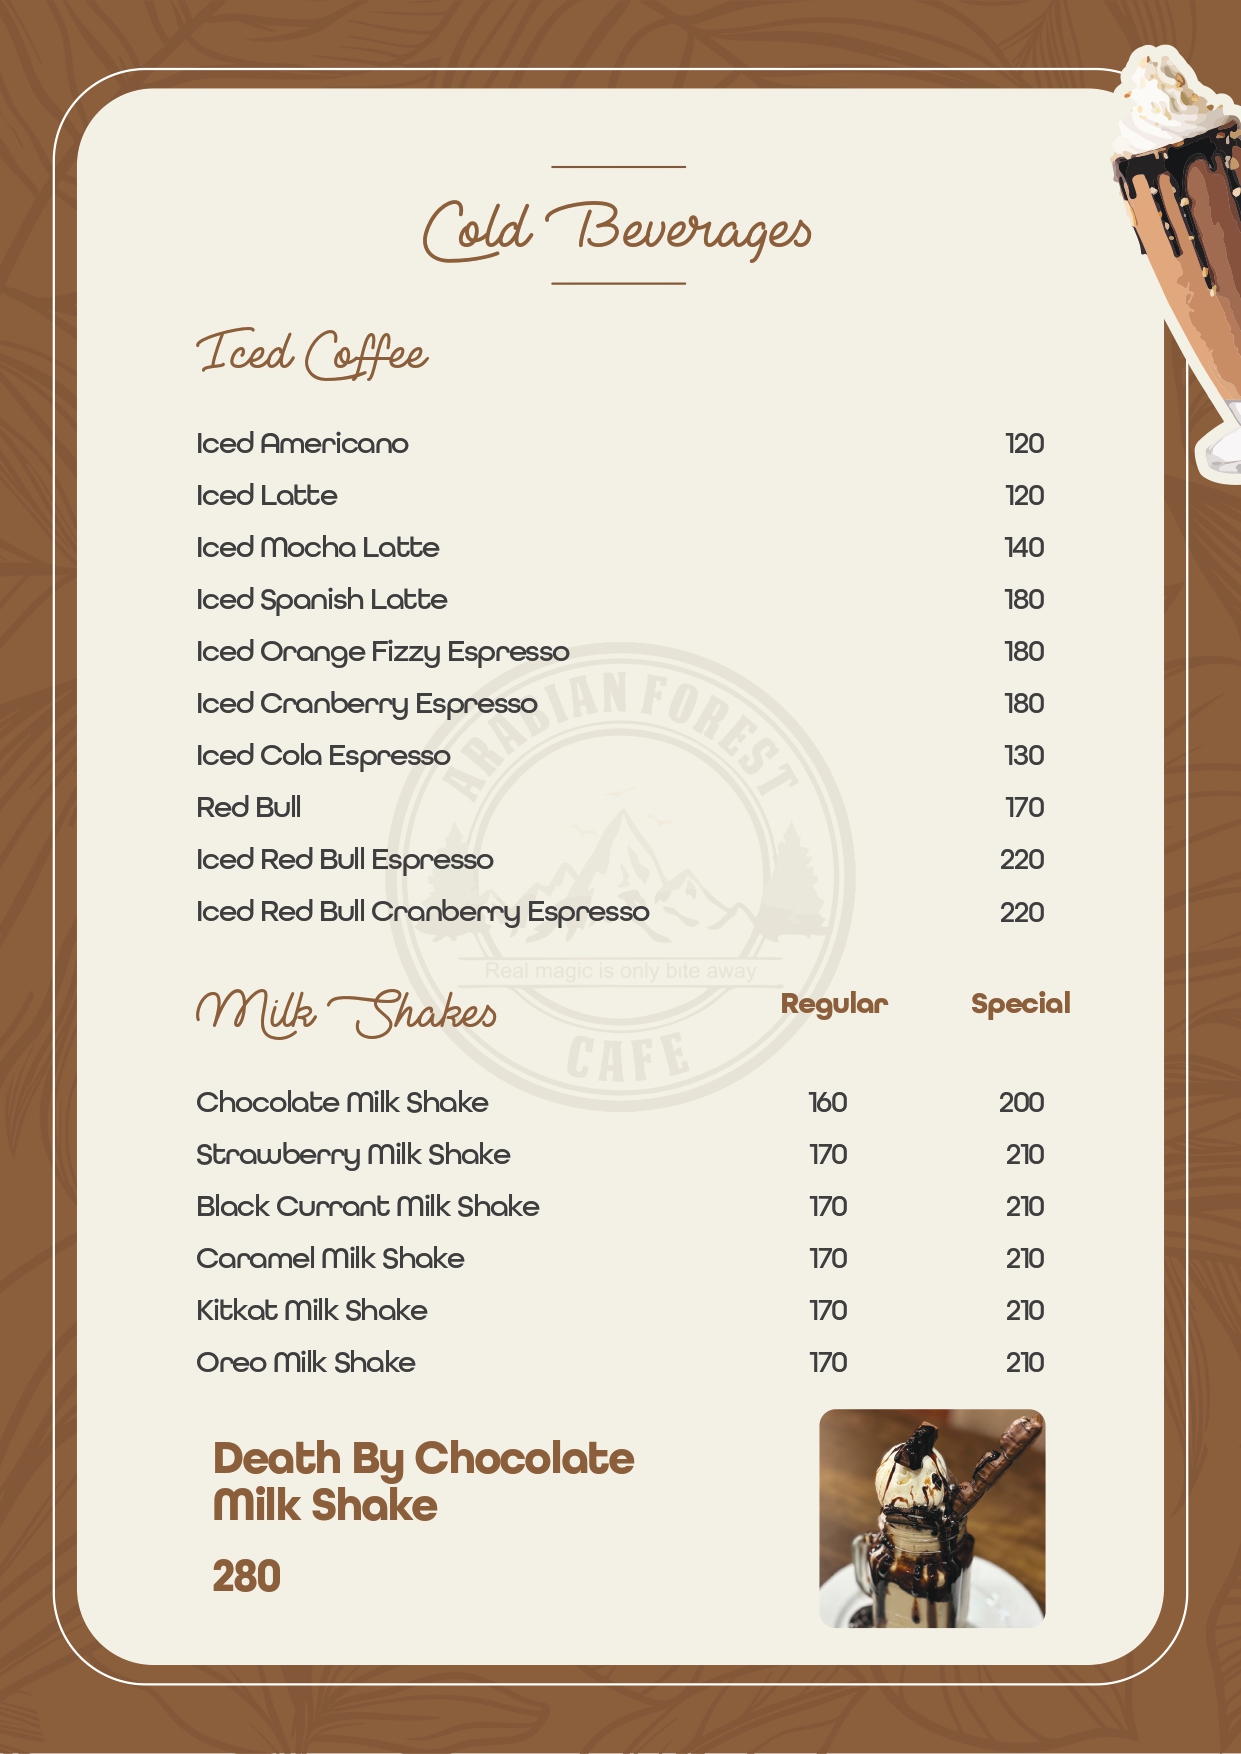 Cold Beverages
Iced Coffee
Iced Americano 120
Iced Latte 120
Iced Mocha Latte 140
Iced Spanish Latte 180
Iced Orange Fizzy Espresso 180
Iced Cranberry Espresso 180
Iced Cola Espresso 130
Red Bull 170
Iced Red Bull Espresso 220
Iced Red Bull Cranberry Espresso 220
ARABIAN FOREST
Real magic is only bite away
CAFE
Milk Shakes Regular Special
Chocolate Milk Shake 160 200
Strawberry Milk Shake 170 210
Black Currant Milk Shake 170 210
Caramel Milk Shake 170 210
Kitkat Milk Shake 170 210
Oreo Milk Shake 170 210
Death By Chocolate
Milk Shake
280